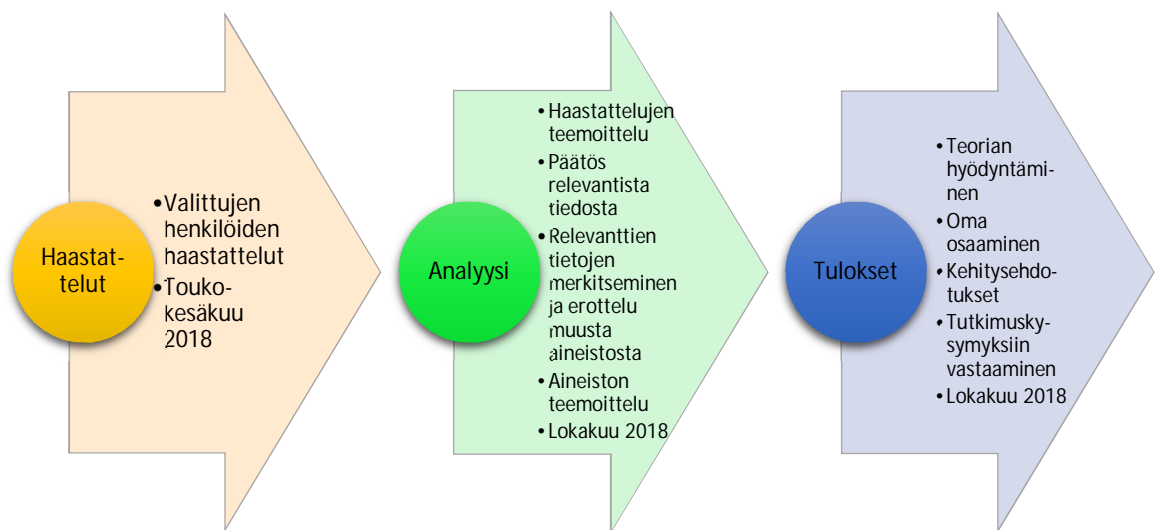 Haastat-
telut
•Valittujen
henkilöiden
haastattelut
•Touko-
kesäkuu
2018
Analyysi
•Haastattelujen
teemoittelu
•Päätös
relevantista
tiedosta
•Relevanttien
tietojen
merkitseminen
ja erottelu
muusta
aineistosta
•Aineiston
teemoittelu
•Lokakuu 2018
Tulokset
•Teorian
hyödyntämi-
nen
•Oma
osaaminen
•Kehitysehdo-
tukset
•Tutkimusky-
symyksiin
vastaaminen
•Lokakuu 2018